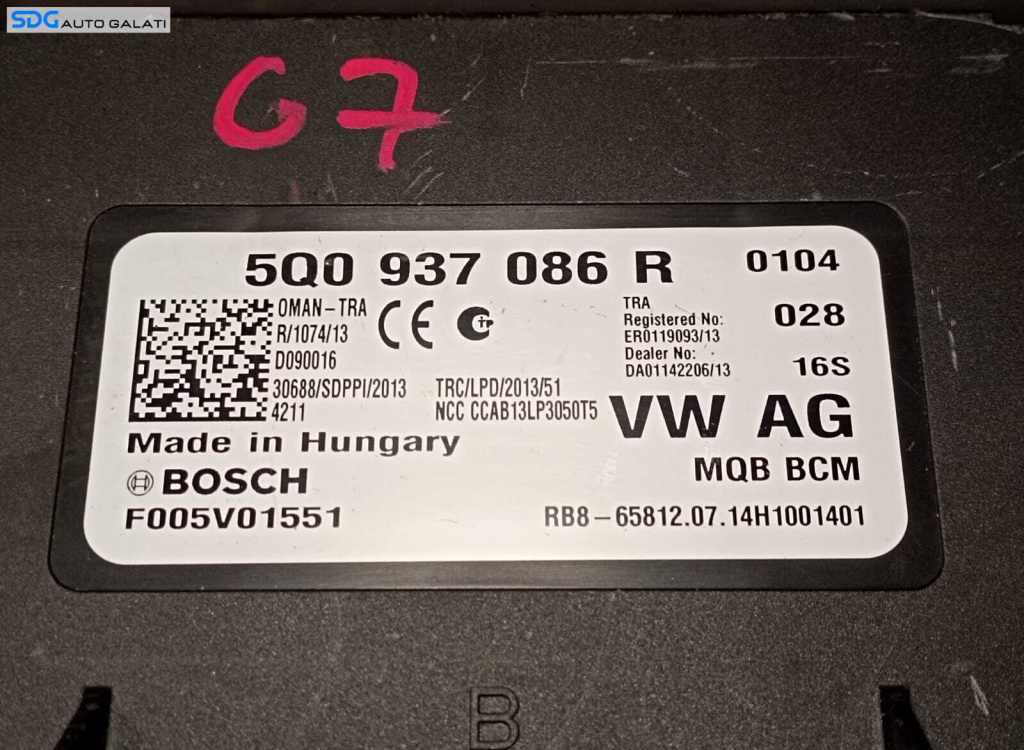 SDG AUTO GALATI
G7
5Q0 937 086 R 0104
OMAN-TRA
R/1074/13
D090016
30688/SDPPI/2013
4211
CE
TRC/LPD/2013/51
NCC CCAB13LP3050T5
TRA
Registered No:
ER0119093/13
Dealer No:
DA01142206/13
028
16S
VW AG
MQB BCM
Made in Hungary
BOSCH
F005V01551
RB8-65812.07.14H1001401
B